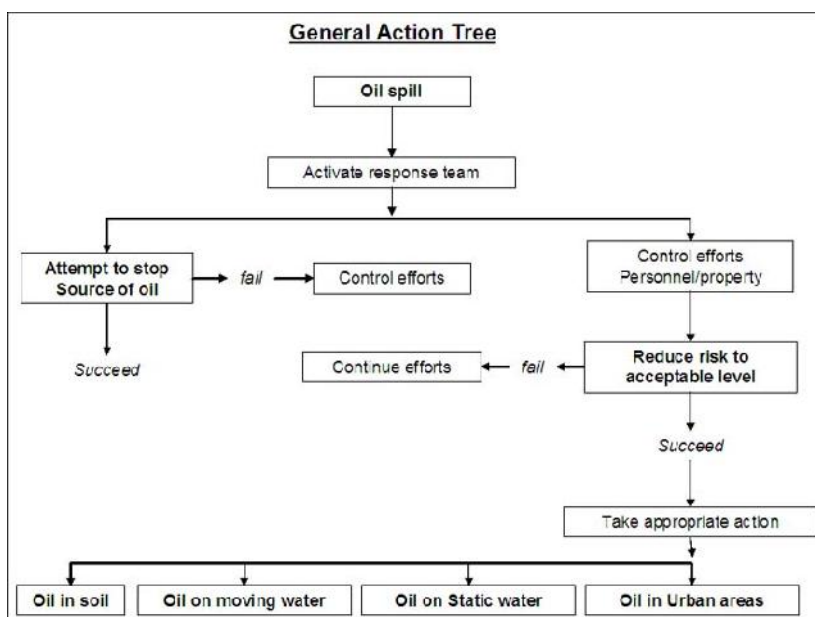 General Action Tree
Oil spill
Activate response team
Attempt to stop
Source of oil
fail
Control efforts
Control efforts
Personnel/property
Succeed
Continue efforts
fail
Reduce risk to
acceptable level
Succeed
Take appropriate action
Oil in soil
Oil on moving water
Oil on Static water
Oil in Urban areas